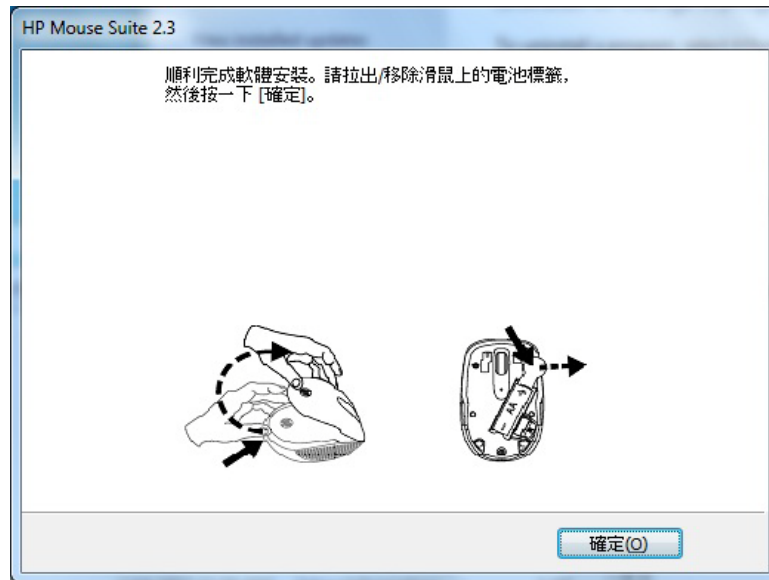 HP Mouse Suite 2.3
順利完成軟體安裝。請拉出/移除滑鼠上的電池標籤，
然後按一下 [確定]。
AA
確定(O)